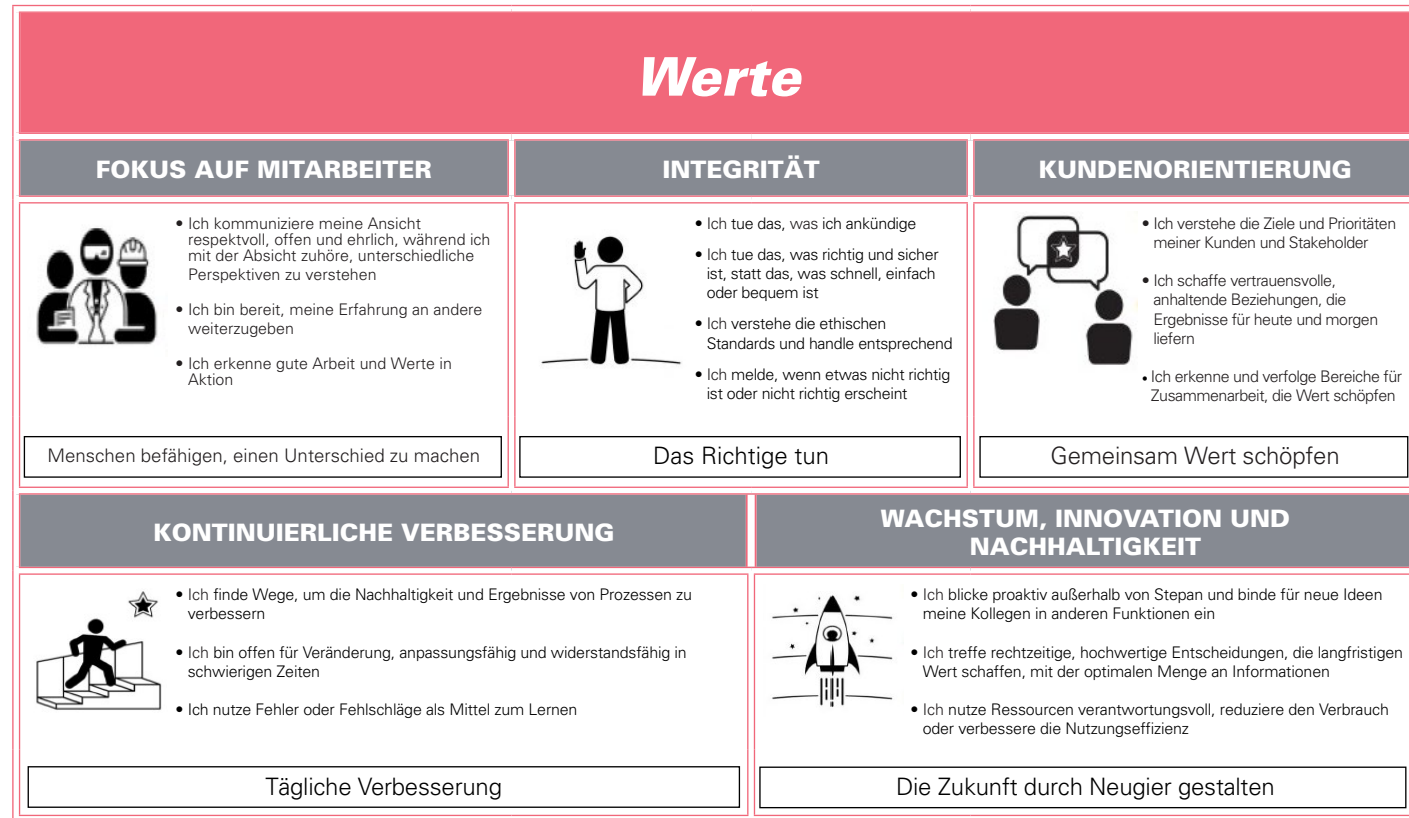 Werte
FOKUS AUF MITARBEITER
• Ich kommuniziere meine Ansicht
respektvoll, offen und ehrlich, während ich
mit der Absicht zuhöre, unterschiedliche
Perspektiven zu verstehen
• Ich bin bereit, meine Erfahrung an andere
weiterzugeben
• Ich erkenne gute Arbeit und Werte in
Aktion
Menschen befähigen, einen Unterschied zu machen
INTEGRITÄT
• Ich tue das, was ich ankündige
• Ich tue das, was richtig und sicher
ist, statt das, was schnell, einfach
oder bequem ist
• Ich verstehe die ethischen
Standards und handle entsprechend
• Ich melde, wenn etwas nicht richtig
ist oder nicht richtig erscheint
Das Richtige tun
KUNDENORIENTIERUNG
• Ich verstehe die Ziele und Prioritäten
meiner Kunden und Stakeholder
• Ich schaffe vertrauensvolle,
anhaltende Beziehungen, die
Ergebnisse für heute und morgen
liefern
• Ich erkenne und verfolge Bereiche für
Zusammenarbeit, die Wert schöpfen
Gemeinsam Wert schöpfen
KONTINUIERLICHE VERBESSERUNG
• Ich finde Wege, um die Nachhaltigkeit und Ergebnisse von Prozessen zu
verbessern
• Ich bin offen für Veränderung, anpassungsfähig und widerstandsfähig in
schwierigen Zeiten
• Ich nutze Fehler oder Fehlschläge als Mittel zum Lernen
Tägliche Verbesserung
WACHSTUM, INNOVATION UND
NACHHALTIGKEIT
• Ich blicke proaktiv außerhalb von Stepan und binde für neue Ideen
meine Kollegen in anderen Funktionen ein
• Ich treffe rechtzeitige, hochwertige Entscheidungen, die langfristigen
Wert schaffen, mit der optimalen Menge an Informationen
• Ich nutze Ressourcen verantwortungsvoll, reduziere den Verbrauch
oder verbessere die Nutzungseffizienz
Die Zukunft durch Neugier gestalten